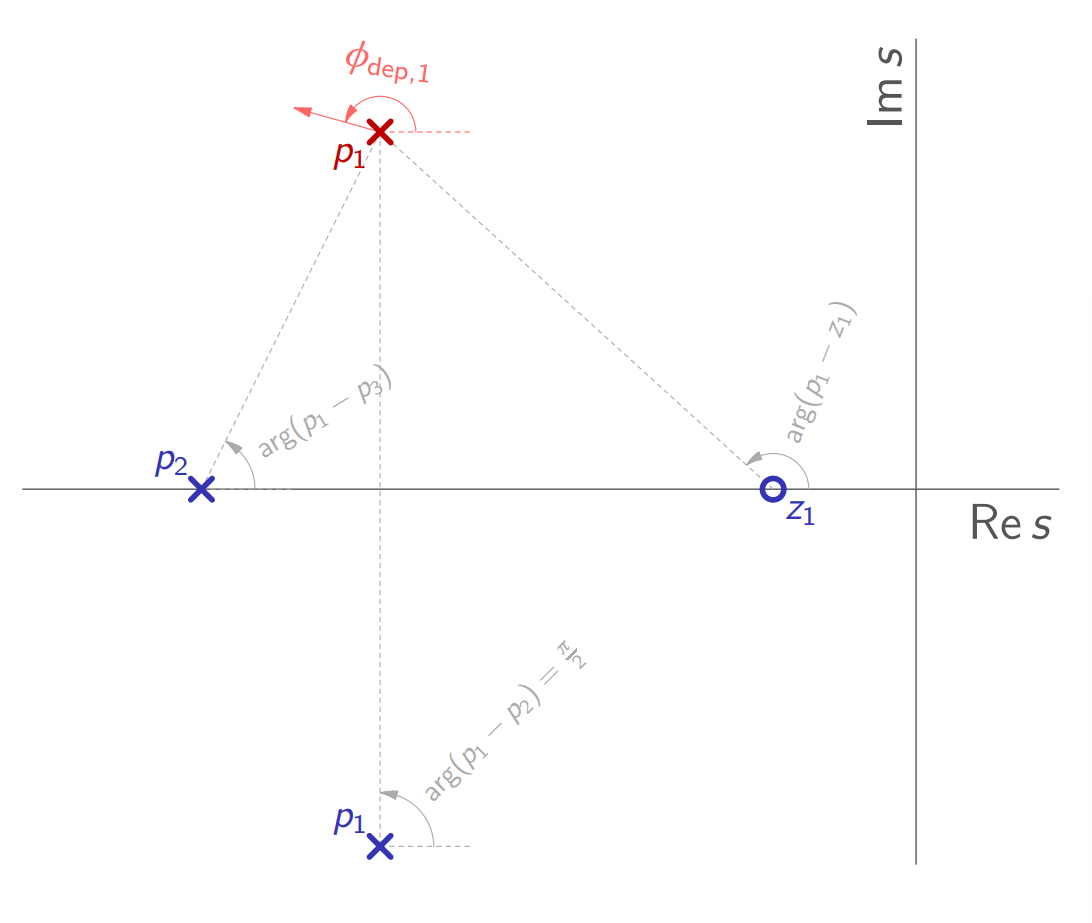 ϕdep,1
Im s
p₁
arg(p₁ − z₁)
arg(p₁ − p₃)
p₂
z₁
Re s
arg(p₁ − p₂) = π/2
p₁